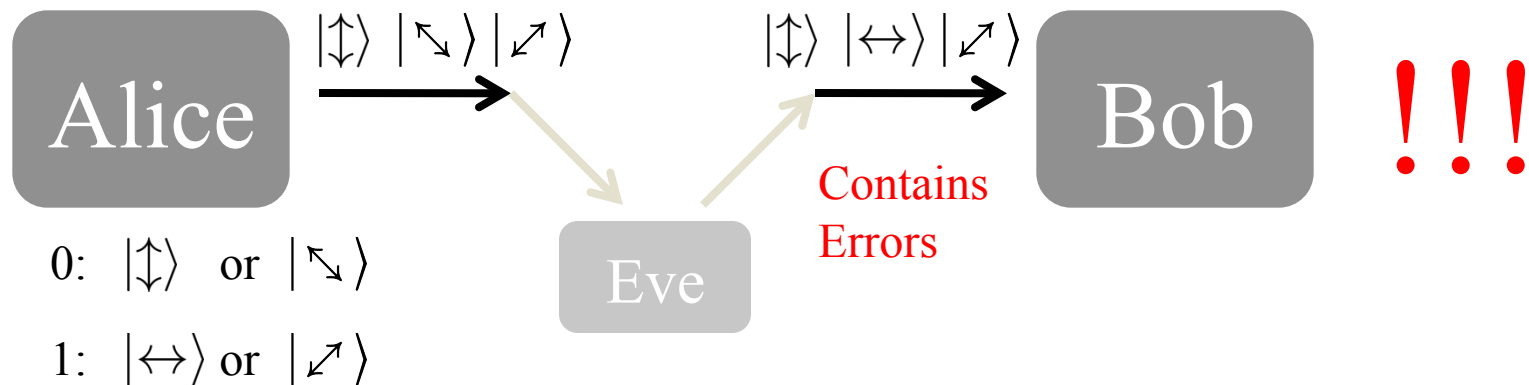 |↕⟩ |⤡⟩ |⤢⟩
|↕⟩ |↔⟩ |⤢⟩
Alice
Bob
!!!
Contains
Errors
Eve
0: |↕⟩ or |⤡⟩
1: |↔⟩ or |⤢⟩